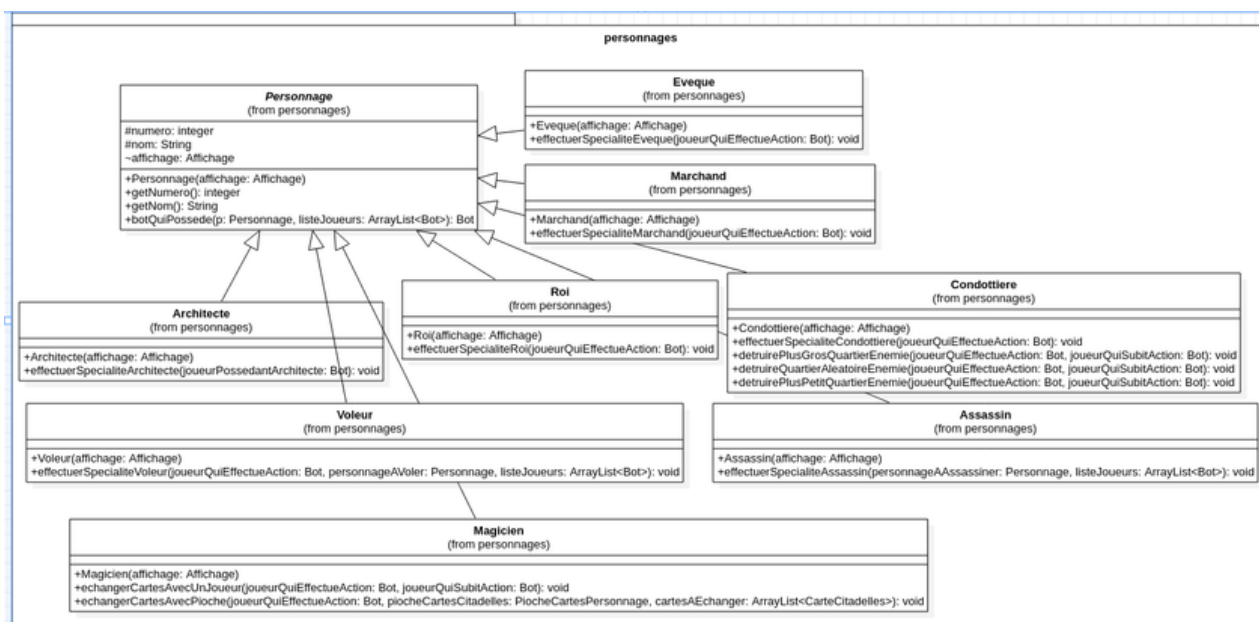 personnages
Personnage
(from personnages)
#numero: integer
#nom: String
~affichage: Affichage
+Personnage(affichage: Affichage)
+getNumero(): integer
+getNom(): String
+botQuiPossede(p: Personnage, listeJoueurs: ArrayList<Bot>): Bot
Eveque
(from personnages)
+Eveque(affichage: Affichage)
+effectuerSpecialiteEveque(joueurQuiEffectueAction: Bot): void
Marchand
(from personnages)
+Marchand(affichage: Affichage)
+effectuerSpecialiteMarchand(joueurQuiEffectueAction: Bot): void
Architecte
(from personnages)
+Architecte(affichage: Affichage)
+effectuerSpecialiteArchitecte(joueurPossedantArchitecte: Bot): void
Roi
(from personnages)
+Roi(affichage: Affichage)
+effectuerSpecialiteRoi(joueurQuiEffectueAction: Bot): void
Condottiere
(from personnages)
+Condottiere(affichage: Affichage)
+effectuerSpecialiteCondottiere(joueurQuiEffectueAction: Bot): void
+detruirePlusGrosQuartierEnemie(joueurQuiEffectueAction: Bot, joueurQuiSubitAction: Bot): void
+detruireQuartierAleatoireEnemie(joueurQuiEffectueAction: Bot, joueurQuiSubitAction: Bot): void
+detruirePlusPetitQuartierEnemie(joueurQuiEffectueAction: Bot, joueurQuiSubitAction: Bot): void
Voleur
(from personnages)
+Voleur(affichage: Affichage)
+effectuerSpecialiteVoleur(joueurQuiEffectueAction: Bot, personnageAVoler: Personnage, listeJoueurs: ArrayList<Bot>): void
Assassin
(from personnages)
+Assassin(affichage: Affichage)
+effectuerSpecialiteAssassin(personnageAAssassiner: Personnage, listeJoueurs: ArrayList<Bot>): void
Magicien
(from personnages)
+Magicien(affichage: Affichage)
+echangerCartesAvecUnJoueur(joueurQuiEffectueAction: Bot, joueurQuiSubitAction: Bot): void
+echangerCartesAvecPioche(joueurQuiEffectueAction: Bot, piocheCartesCitadelles: PiocheCartesPersonnage, cartesAEchanger: ArrayList<CarteCitadelles>): void